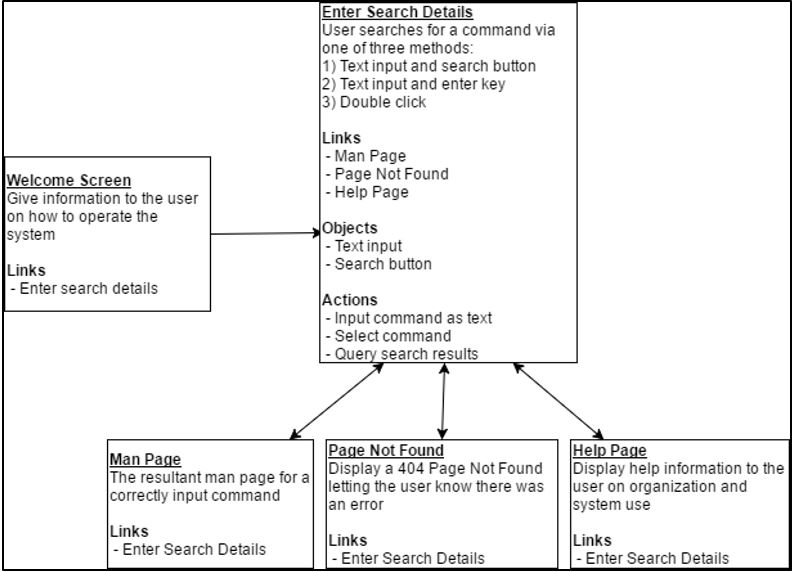 Enter Search Details
User searches for a command via
one of three methods:
1) Text input and search button
2) Text input and enter key
3) Double click
Links
- Man Page
- Page Not Found
- Help Page
Objects
- Text input
- Search button
Actions
- Input command as text
- Select command
- Query search results
Welcome Screen
Give information to the user
on how to operate the
system
Links
- Enter search details
Man Page
The resultant man page for a
correctly input command
Links
- Enter Search Details
Page Not Found
Display a 404 Page Not Found
letting the user know there was
an error
Links
- Enter Search Details
Help Page
Display help information to the
user on organization and
system use
Links
- Enter Search Details